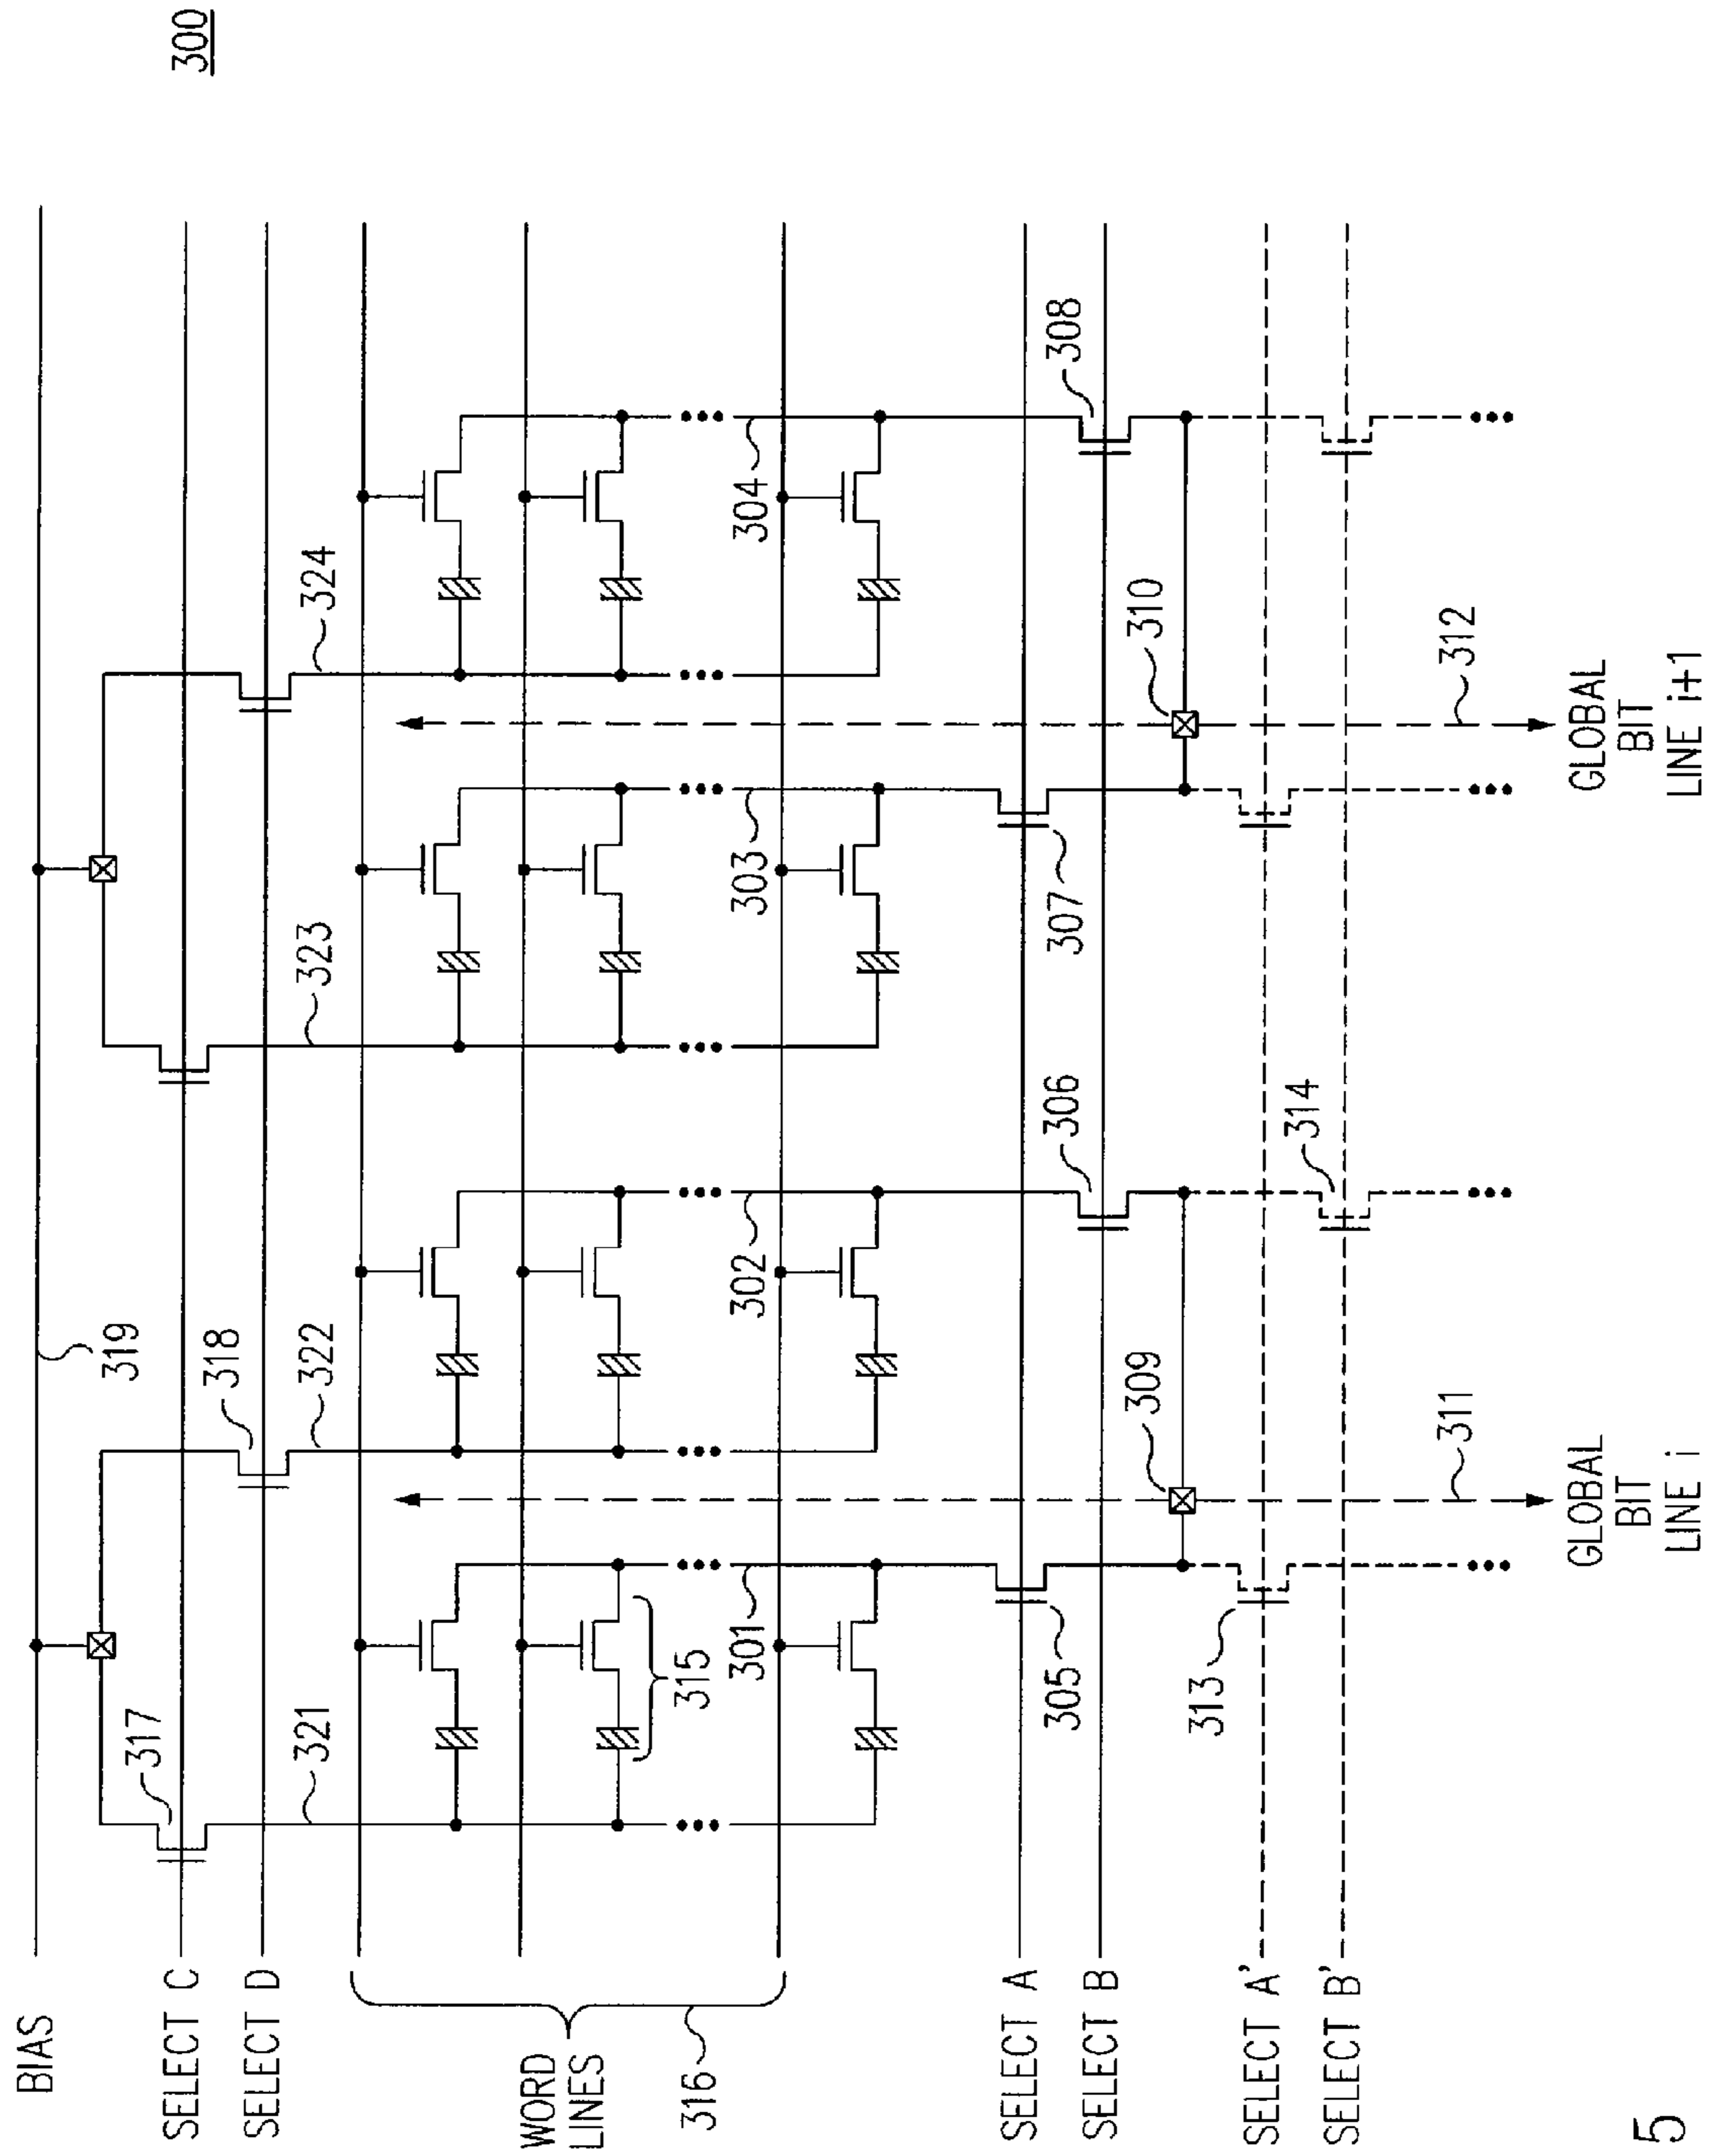 300
BIAS
319
SELECT C
317
318
SELECT D
321
322
323
324
WORD
LINES
316
315
301
302
303
304
SELECT A
305
307
SELECT B
306
308
309
310
SELECT A'
313
SELECT B'
314
311
312
GLOBAL
BIT
LINE i
GLOBAL
BIT
LINE i+1
5